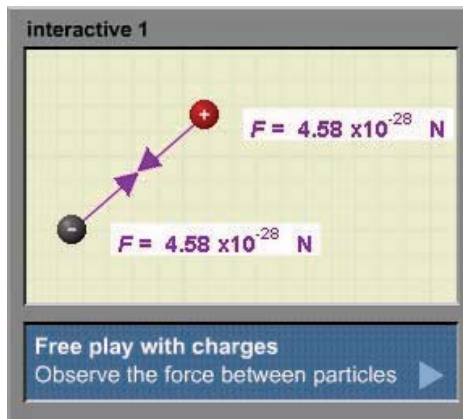 interactive 1
+
F = 4.58 x10⁻²⁸ N
-
F = 4.58 x10⁻²⁸ N
Free play with charges
Observe the force between particles